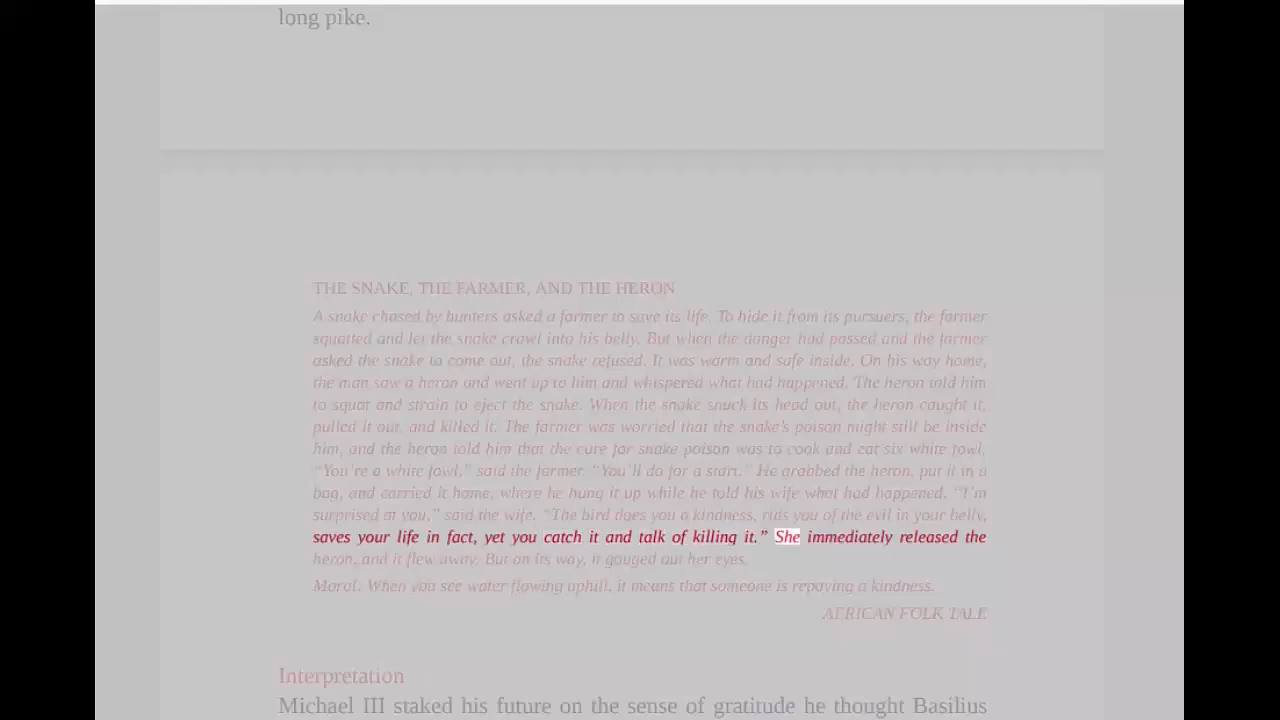 long pike.
THE SNAKE, THE FARMER, AND THE HERON
A snake chased by hunters asked a farmer to save its life. To hide it from its pursuers, the farmer
squatted and let the snake crawl into his belly. But when the danger had passed and the farmer
asked the snake to come out, the snake refused. It was warm and safe inside. On his way home,
the man saw a heron and went up to him and whispered what had happened. The heron told him
to squat and strain to eject the snake. When the snake snuck its head out, the heron caught it,
pulled it out, and killed it. The farmer was worried that the snake's poison might still be inside
him, and the heron told him that the cure for snake poison was to cook and eat six white fowl.
“You're a white fowl,” said the farmer. “You'll do for a start.” He grabbed the heron, put it in a
bag, and carried it home, where he hung it up while he told his wife what had happened. “I'm
surprised at you,” said the wife. “The bird does you a kindness, rids you of the evil in your belly,
saves your life in fact, yet you catch it and talk of killing it.” She immediately released the
heron, and it flew away. But on its way, it gouged out her eyes.
Moral: When you see water flowing uphill, it means that someone is repaying a kindness.
AFRICAN FOLK TALE
Interpretation
Michael III staked his future on the sense of gratitude he thought Basilius